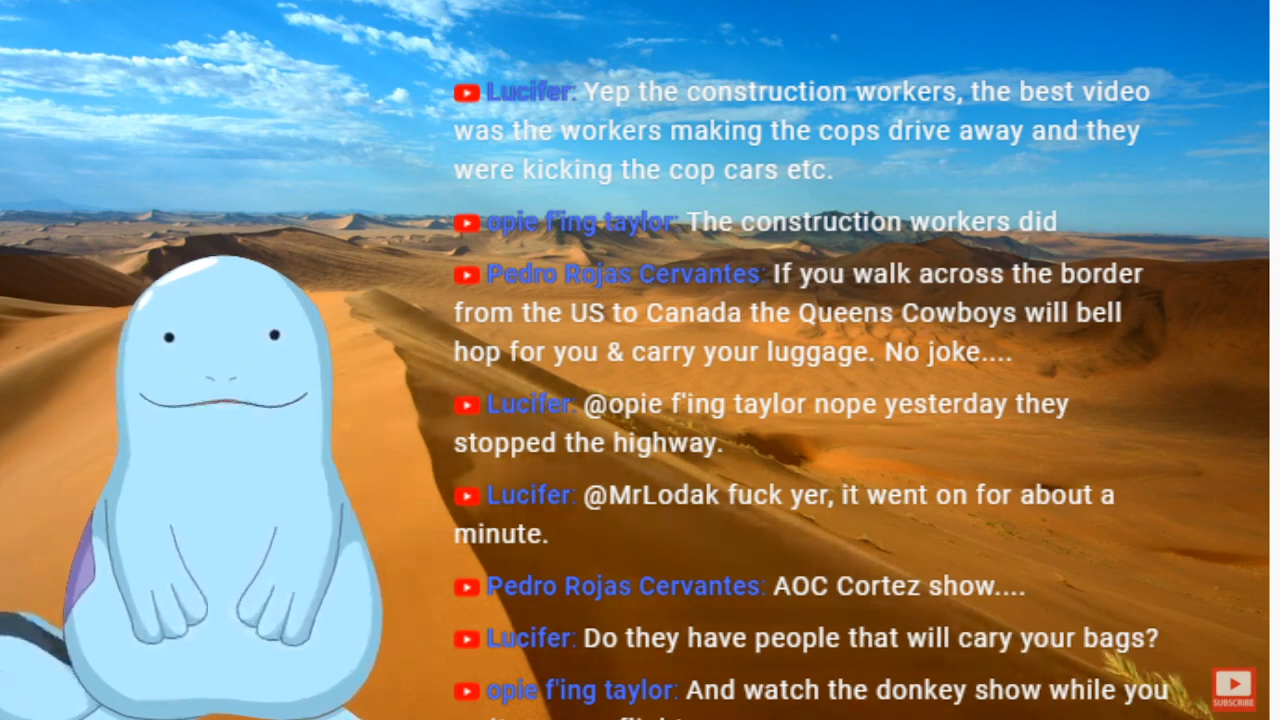 Lucifer: Yep the construction workers, the best video
was the workers making the cops drive away and they
were kicking the cop cars etc.
opie f'ing taylor: The construction workers did
Pedro Rojas Cervantes: If you walk across the border
from the US to Canada the Queens Cowboys will bell
hop for you & carry your luggage. No joke....
Lucifer: @opie f'ing taylor nope yesterday they
stopped the highway.
Lucifer: @MrLodak fuck yer, it went on for about a
minute.
Pedro Rojas Cervantes: AOC Cortez show....
Lucifer: Do they have people that will cary your bags?
opie f'ing taylor: And watch the donkey show while you
SUBSCRIBE